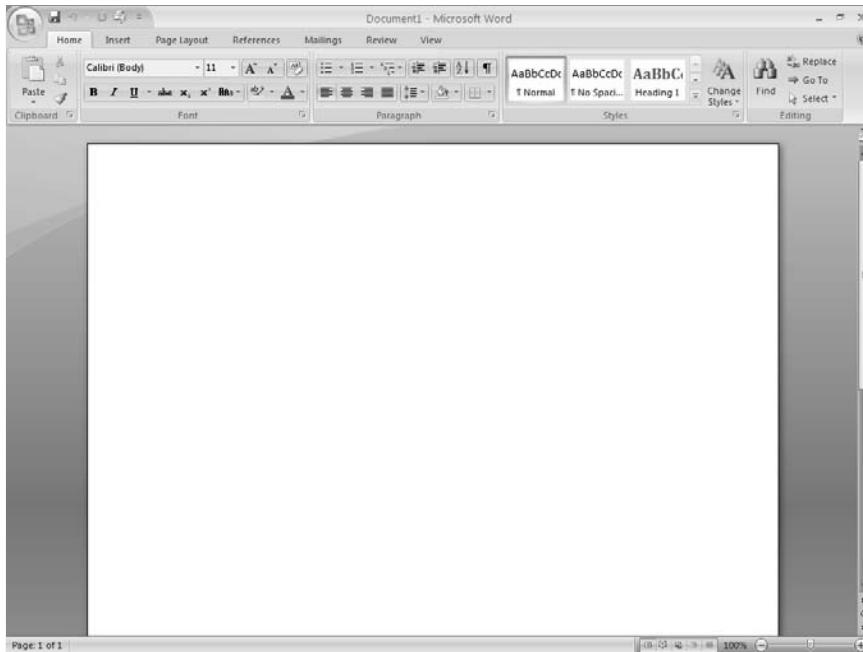 Document1 - Microsoft Word
Home Insert Page Layout References Mailings Review View
Calibri (Body) 11 A A
Replace
Go To
AaBbCcDc AaBbCcDc AaBbC
Paste
B I U abc x, x' A
¶ Normal ¶ No Spaci... Heading 1
Change Styles
Find
Select
Clipboard Font Paragraph Styles Editing
Page: 1 of 1 100%